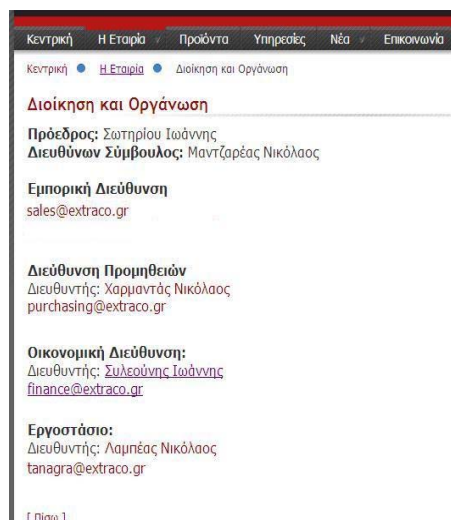 Κεντρική Η Εταιρία Προϊόντα Υπηρεσίες Νέα Επικοινωνία
Κεντρική Η Εταιρία Διοίκηση και Οργάνωση
Διοίκηση και Οργάνωση
Πρόεδρος: Σωτηρίου Ιωάννης
Διευθύνων Σύμβουλος: Μαντζαρέας Νικόλαος
Εμπορική Διεύθυνση
sales@extraco.gr
Διεύθυνση Προμηθειών
Διευθυντής: Χαρμαντάς Νικόλαος
purchasing@extraco.gr
Οικονομική Διεύθυνση:
Διευθυντής: Συλεούνης Ιωάννης
finance@extraco.gr
Εργοστάσιο:
Διευθυντής: Λαμπέας Νικόλαος
tanagra@extraco.gr
[ Πίσω ]